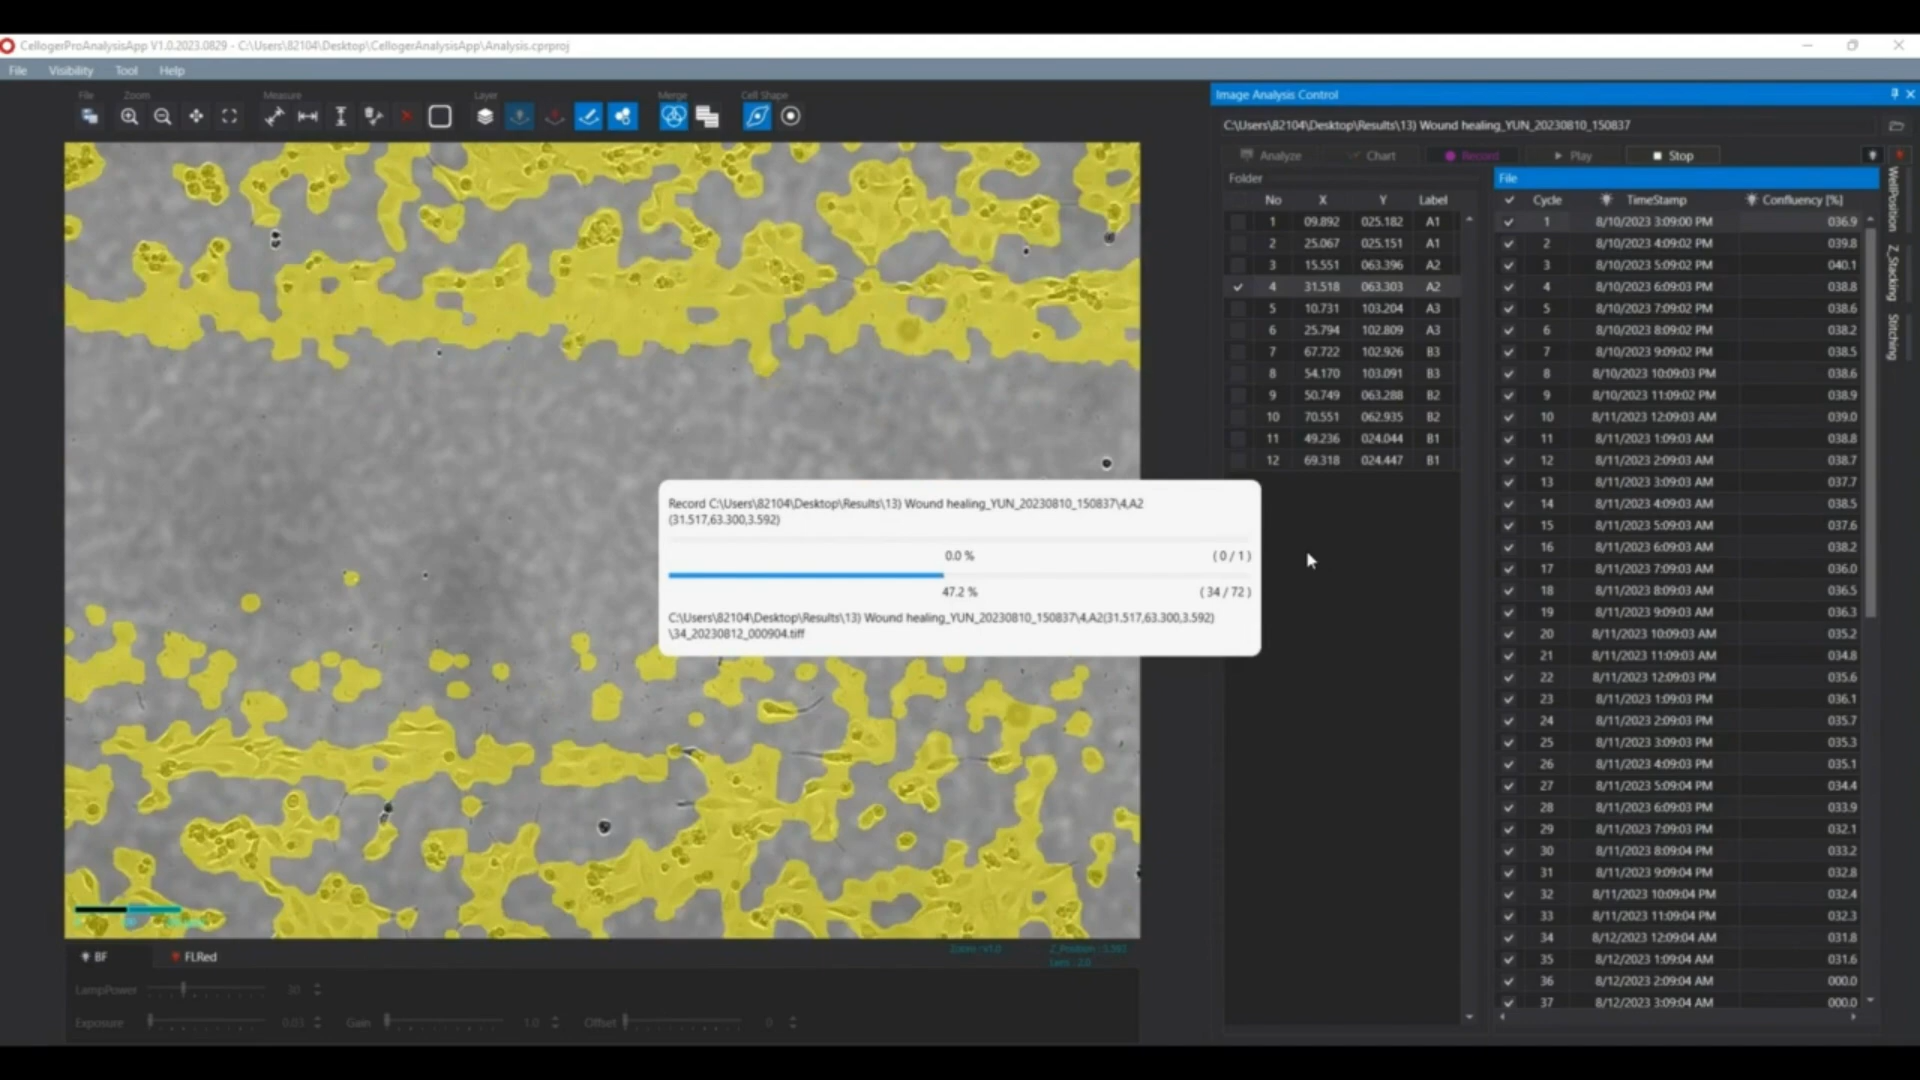 CellogerProAnalysisApp V1.0.2023.0829 - C:\Users\82104\Desktop\CellogerAnalysisApp\Analysis.cprproj
File Visibility Tool Help
File Zoom Measure Layer Merge Cell Shape
Image Analysis Control
C:\Users\82104\Desktop\Results\13) Wound healing_YUN_20230810_150837
Analyze Chart Record Play Stop
Folder
No X Y Label
1 09.892 025.182 A1
2 25.067 025.151 A1
3 15.551 063.396 A2
4 31.518 063.303 A2
5 10.731 103.204 A3
6 25.794 102.809 A3
7 67.722 102.926 B3
8 54.170 103.091 B3
9 50.749 063.288 B2
10 70.551 062.935 B2
11 49.236 024.044 B1
12 69.318 024.447 B1
File
Cycle TimeStamp Confluency [%]
1 8/10/2023 3:09:00 PM 036.9
2 8/10/2023 4:09:02 PM 039.8
3 8/10/2023 5:09:02 PM 040.1
4 8/10/2023 6:09:03 PM 038.8
5 8/10/2023 7:09:02 PM 038.6
6 8/10/2023 8:09:02 PM 038.2
7 8/10/2023 9:09:02 PM 038.5
8 8/10/2023 10:09:03 PM 038.6
9 8/10/2023 11:09:02 PM 038.9
10 8/11/2023 12:09:03 AM 039.0
11 8/11/2023 1:09:03 AM 038.8
12 8/11/2023 2:09:03 AM 038.7
13 8/11/2023 3:09:03 AM 037.7
14 8/11/2023 4:09:03 AM 038.5
15 8/11/2023 5:09:03 AM 037.6
16 8/11/2023 6:09:03 AM 038.2
17 8/11/2023 7:09:03 AM 036.0
18 8/11/2023 8:09:03 AM 036.5
19 8/11/2023 9:09:03 AM 036.3
20 8/11/2023 10:09:03 AM 035.2
21 8/11/2023 11:09:03 AM 034.8
22 8/11/2023 12:09:03 PM 035.6
23 8/11/2023 1:09:03 PM 036.1
24 8/11/2023 2:09:03 PM 035.7
25 8/11/2023 3:09:03 PM 035.3
26 8/11/2023 4:09:03 PM 035.1
27 8/11/2023 5:09:04 PM 034.4
28 8/11/2023 6:09:03 PM 033.9
29 8/11/2023 7:09:03 PM 032.1
30 8/11/2023 8:09:04 PM 033.2
31 8/11/2023 9:09:04 PM 032.8
32 8/11/2023 10:09:04 PM 032.4
33 8/11/2023 11:09:04 PM 032.3
34 8/12/2023 12:09:04 AM 031.8
35 8/12/2023 1:09:04 AM 031.6
36 8/12/2023 2:09:04 AM 000.0
37 8/12/2023 3:09:04 AM 000.0
WellPosition
Z_Stacking
Stitching
Record C:\Users\82104\Desktop\Results\13) Wound healing_YUN_20230810_150837\4,A2
(31.517,63.300,3.592)
0.0 % ( 0 / 1 )
47.2 % ( 34 / 72 )
C:\Users\82104\Desktop\Results\13) Wound healing_YUN_20230810_150837\4,A2(31.517,63.300,3.592)
\34_20230812_000904.tiff
BF FLRed
LampPower 30
Exposure 0.03 Gain 1.0 Offset 0